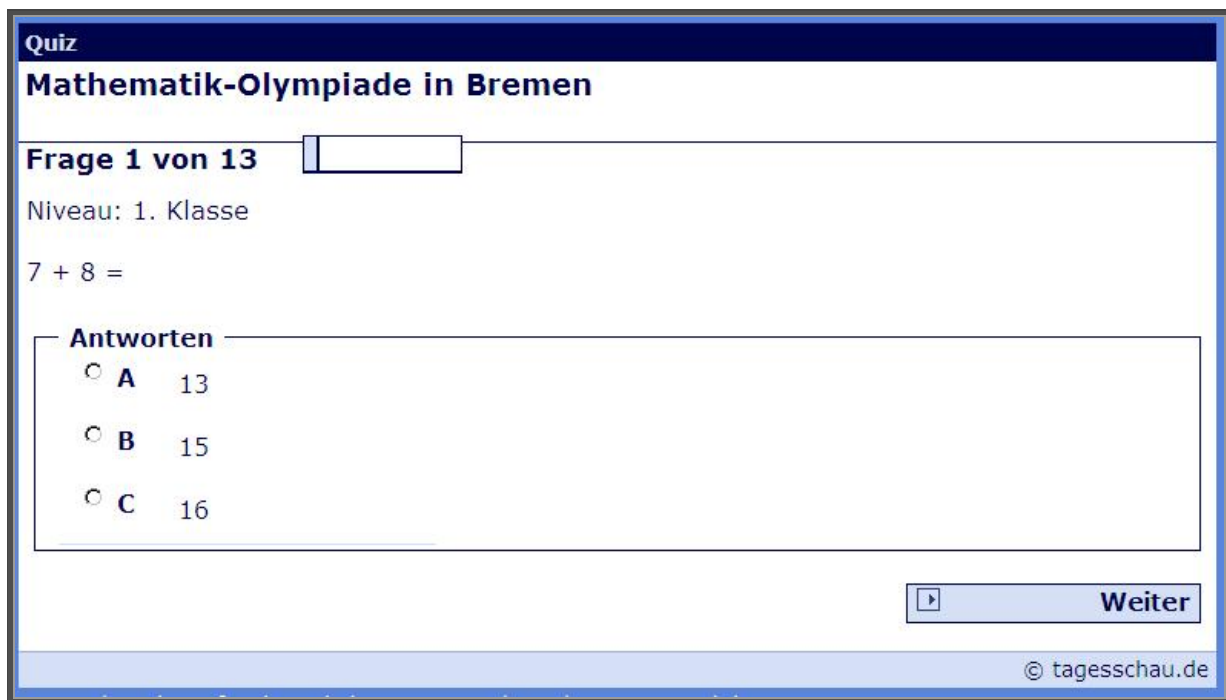 Quiz
Mathematik-Olympiade in Bremen
Frage 1 von 13
Niveau: 1. Klasse
7 + 8 =
Antworten
A 13
B 15
C 16
Weiter
© tagesschau.de